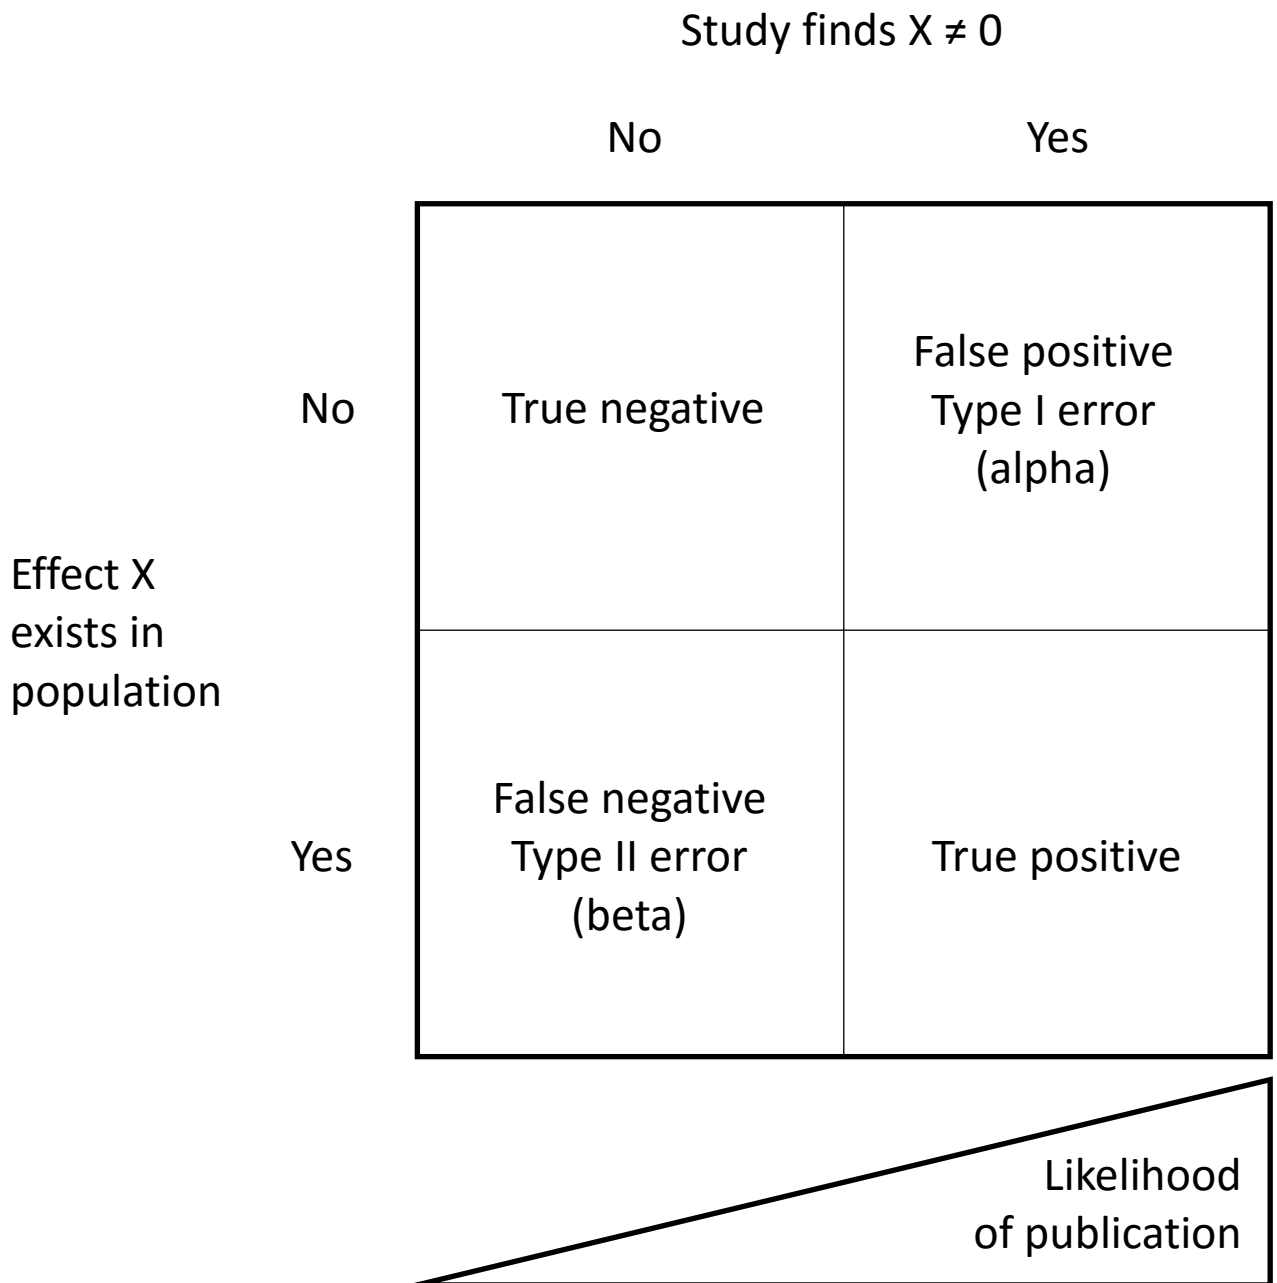 Study finds X ≠ 0
No
Yes
No
True negative
False positive
Type I error
(alpha)
Effect X
exists in
population
Yes
False negative
Type II error
(beta)
True positive
Likelihood
of publication